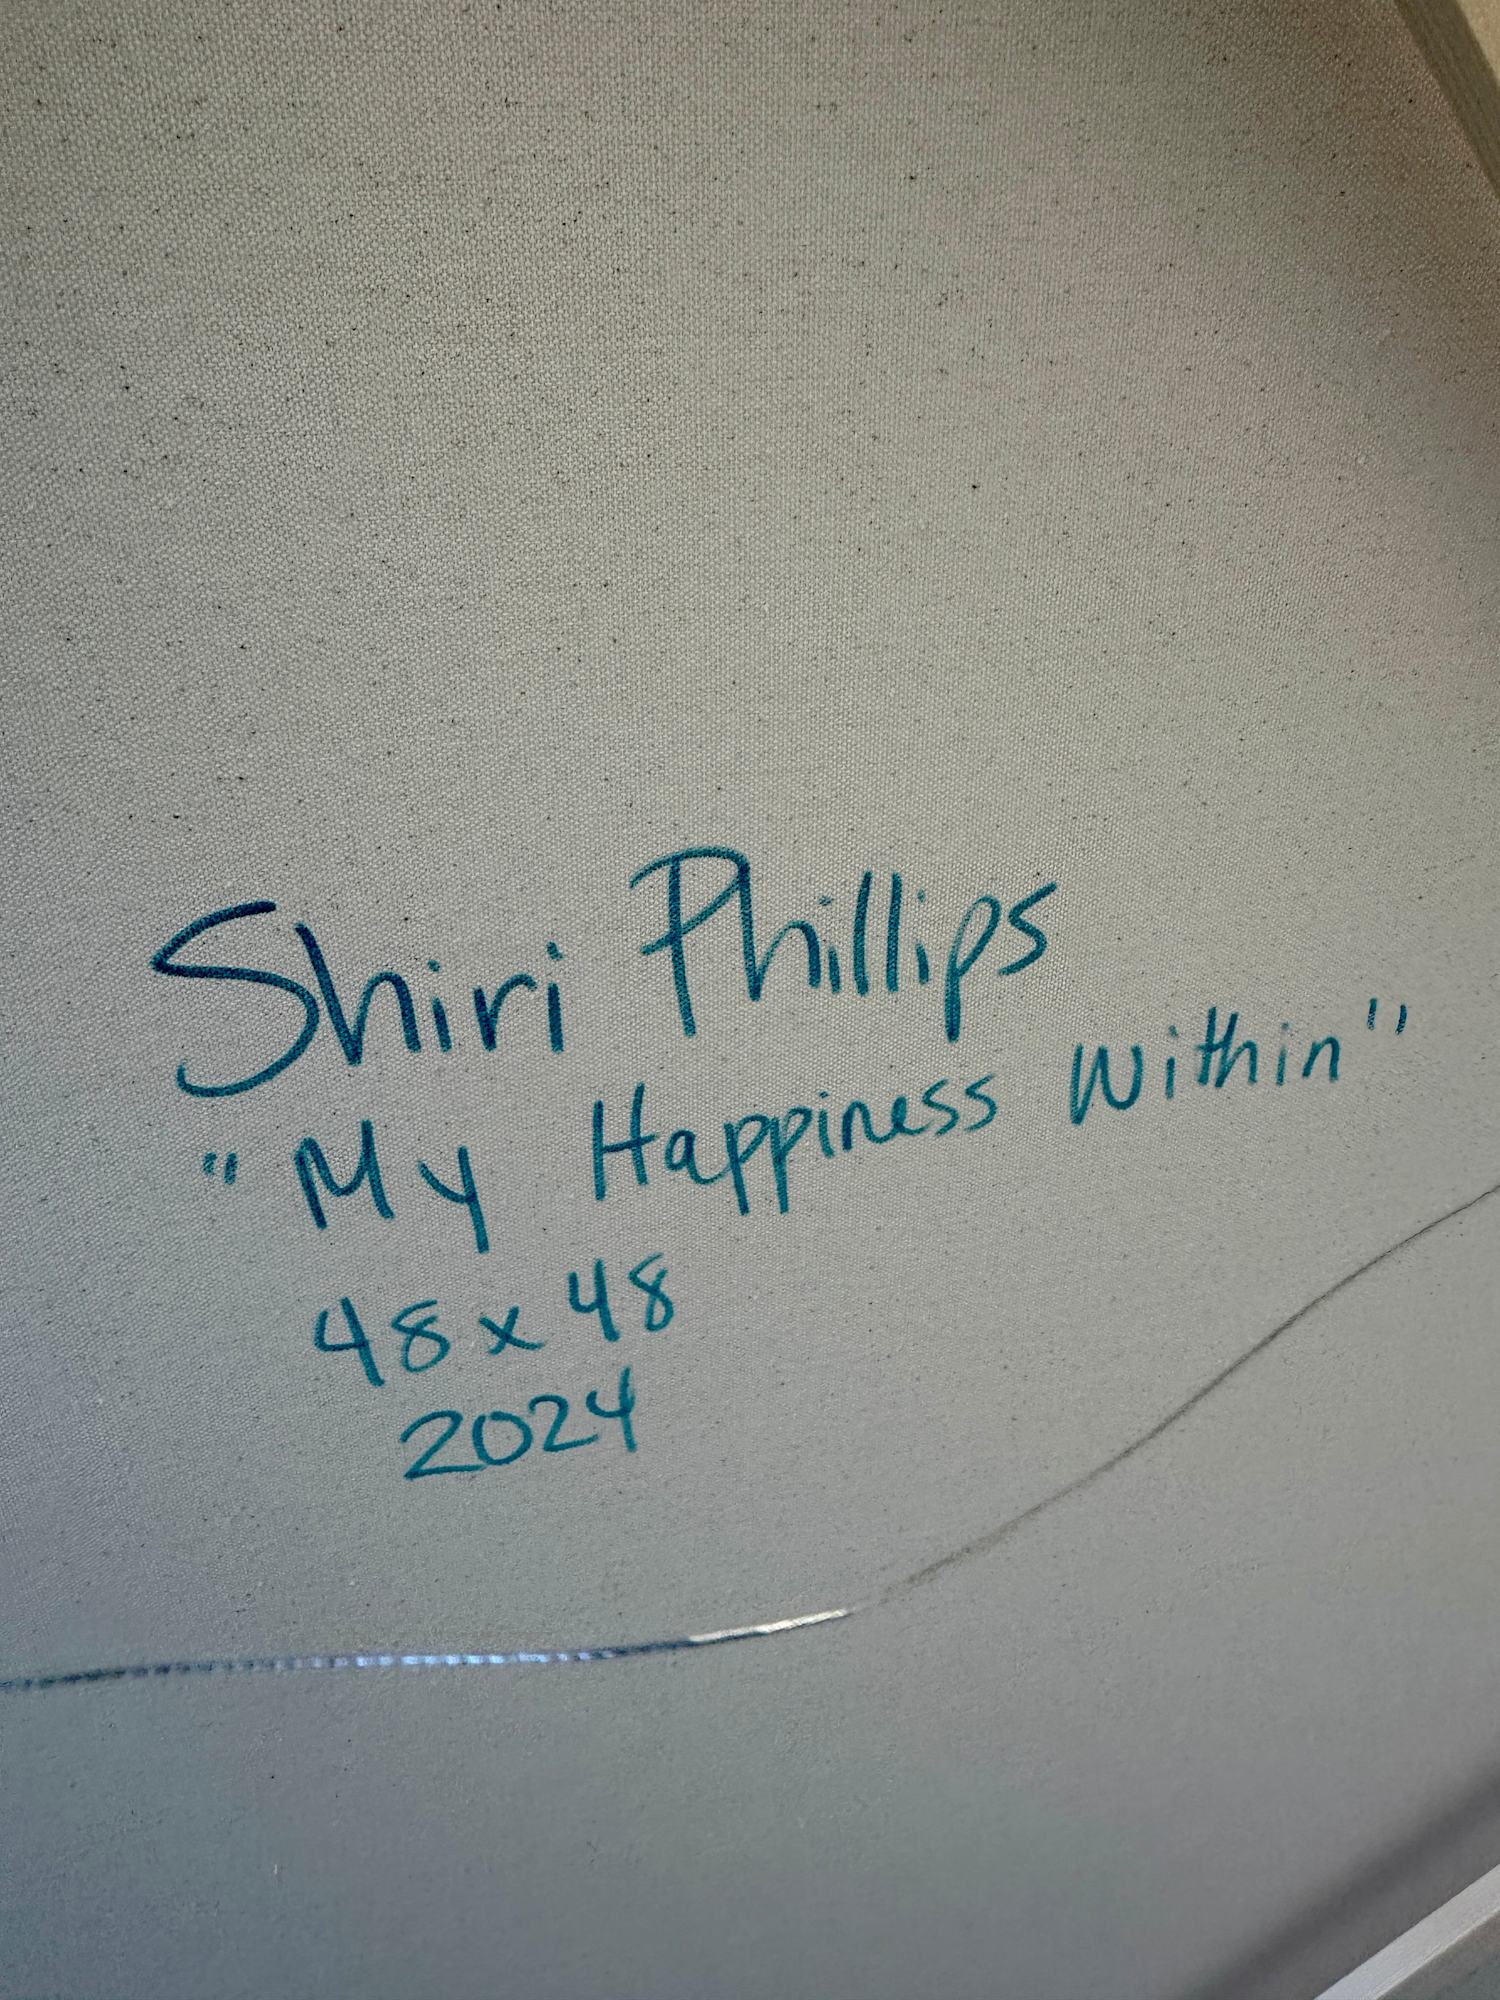 Shiri Phillips
"My Happiness Within"
48 x 48
2024